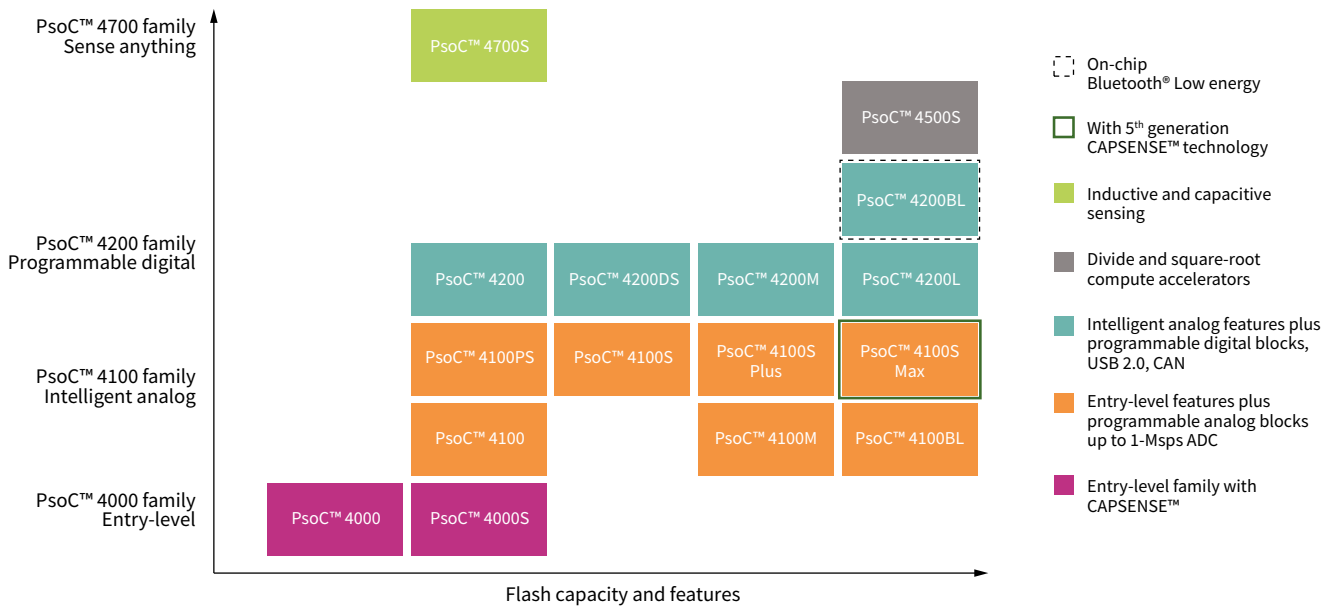 PsoC™ 4700 family
Sense anything
PsoC™ 4700S
PsoC™ 4500S
PsoC™ 4200BL
PsoC™ 4200 family
Programmable digital
PsoC™ 4200
PsoC™ 4200DS
PsoC™ 4200M
PsoC™ 4200L
PsoC™ 4100 family
Intelligent analog
PsoC™ 4100PS
PsoC™ 4100S
PsoC™ 4100S
Plus
PsoC™ 4100S
Max
PsoC™ 4100
PsoC™ 4100M
PsoC™ 4100BL
PsoC™ 4000 family
Entry-level
PsoC™ 4000
PsoC™ 4000S
Flash capacity and features
On-chip
Bluetooth® Low energy
With 5th generation
CAPSENSE™ technology
Inductive and capacitive
sensing
Divide and square-root
compute accelerators
Intelligent analog features plus
programmable digital blocks,
USB 2.0, CAN
Entry-level features plus
programmable analog blocks
up to 1-Msps ADC
Entry-level family with
CAPSENSE™